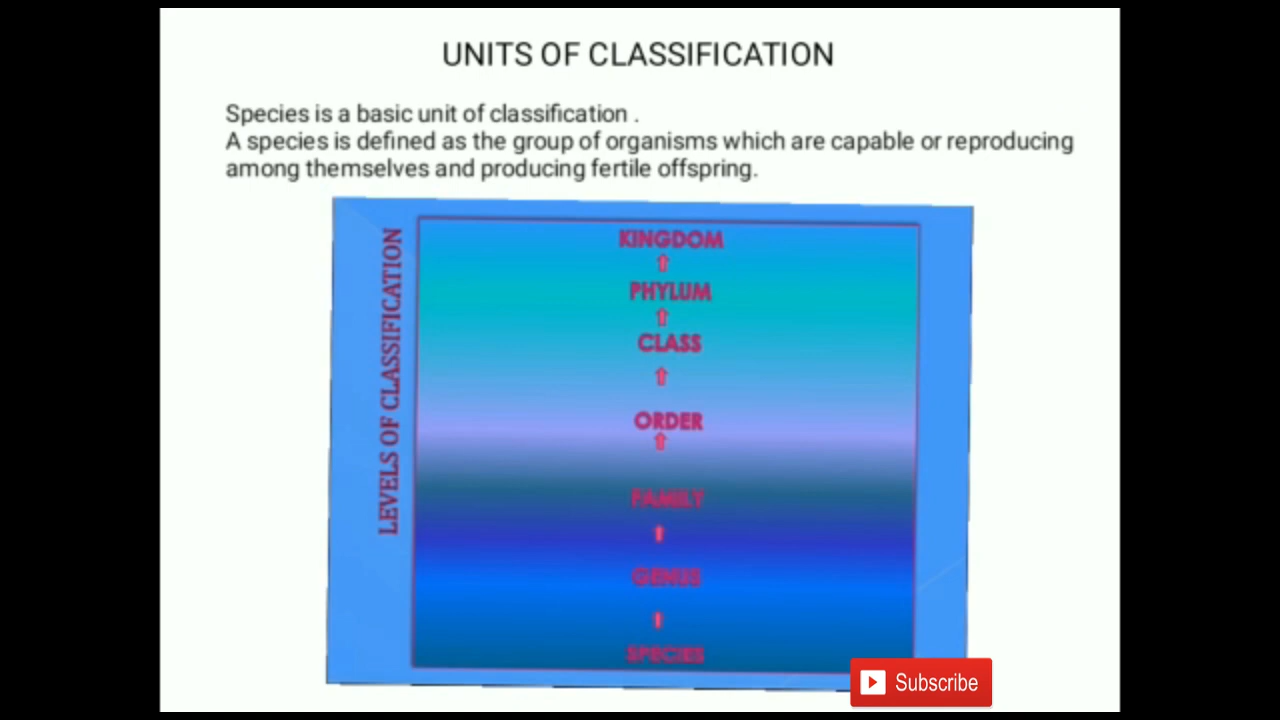 UNITS OF CLASSIFICATION
Species is a basic unit of classification .
A species is defined as the group of organisms which are capable or reproducing
among themselves and producing fertile offspring.
LEVELS OF CLASSIFICATION
KINGDOM
PHYLUM
CLASS
ORDER
FAMILY
GENUS
SPECIES
Subscribe